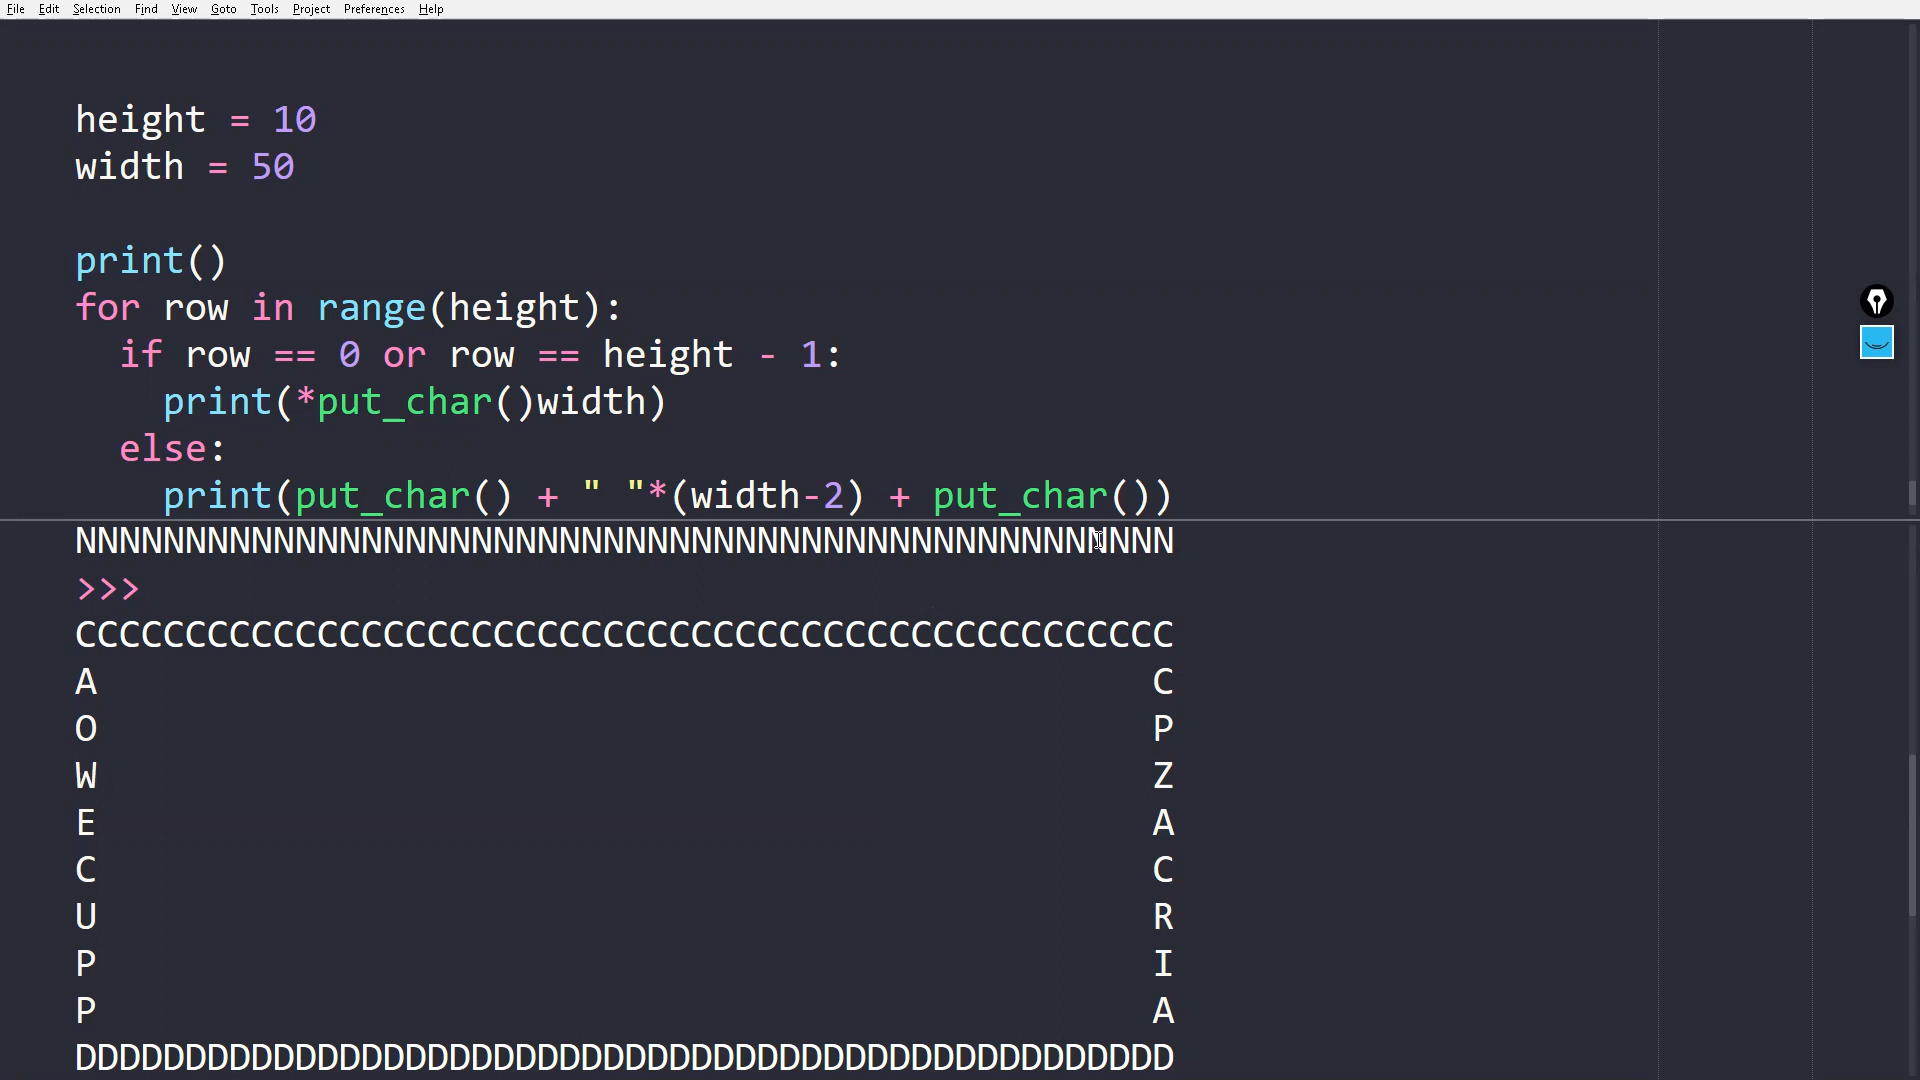 File Edit Selection Find View Goto Tools Project Preferences Help
height = 10
width = 50
print()
for row in range(height):
  if row == 0 or row == height - 1:
    print(*put_char()width)
  else:
    print(put_char() + " "*(width-2) + put_char())
NNNNNNNNNNNNNNNNNNNNNNNNNNNNNNNNNNNNNNNNNNNNNNNNNN
>>>
CCCCCCCCCCCCCCCCCCCCCCCCCCCCCCCCCCCCCCCCCCCCCCCCCC
A                                                C
O                                                P
W                                                Z
E                                                A
C                                                C
U                                                R
P                                                I
P                                                A
DDDDDDDDDDDDDDDDDDDDDDDDDDDDDDDDDDDDDDDDDDDDDDDDDD